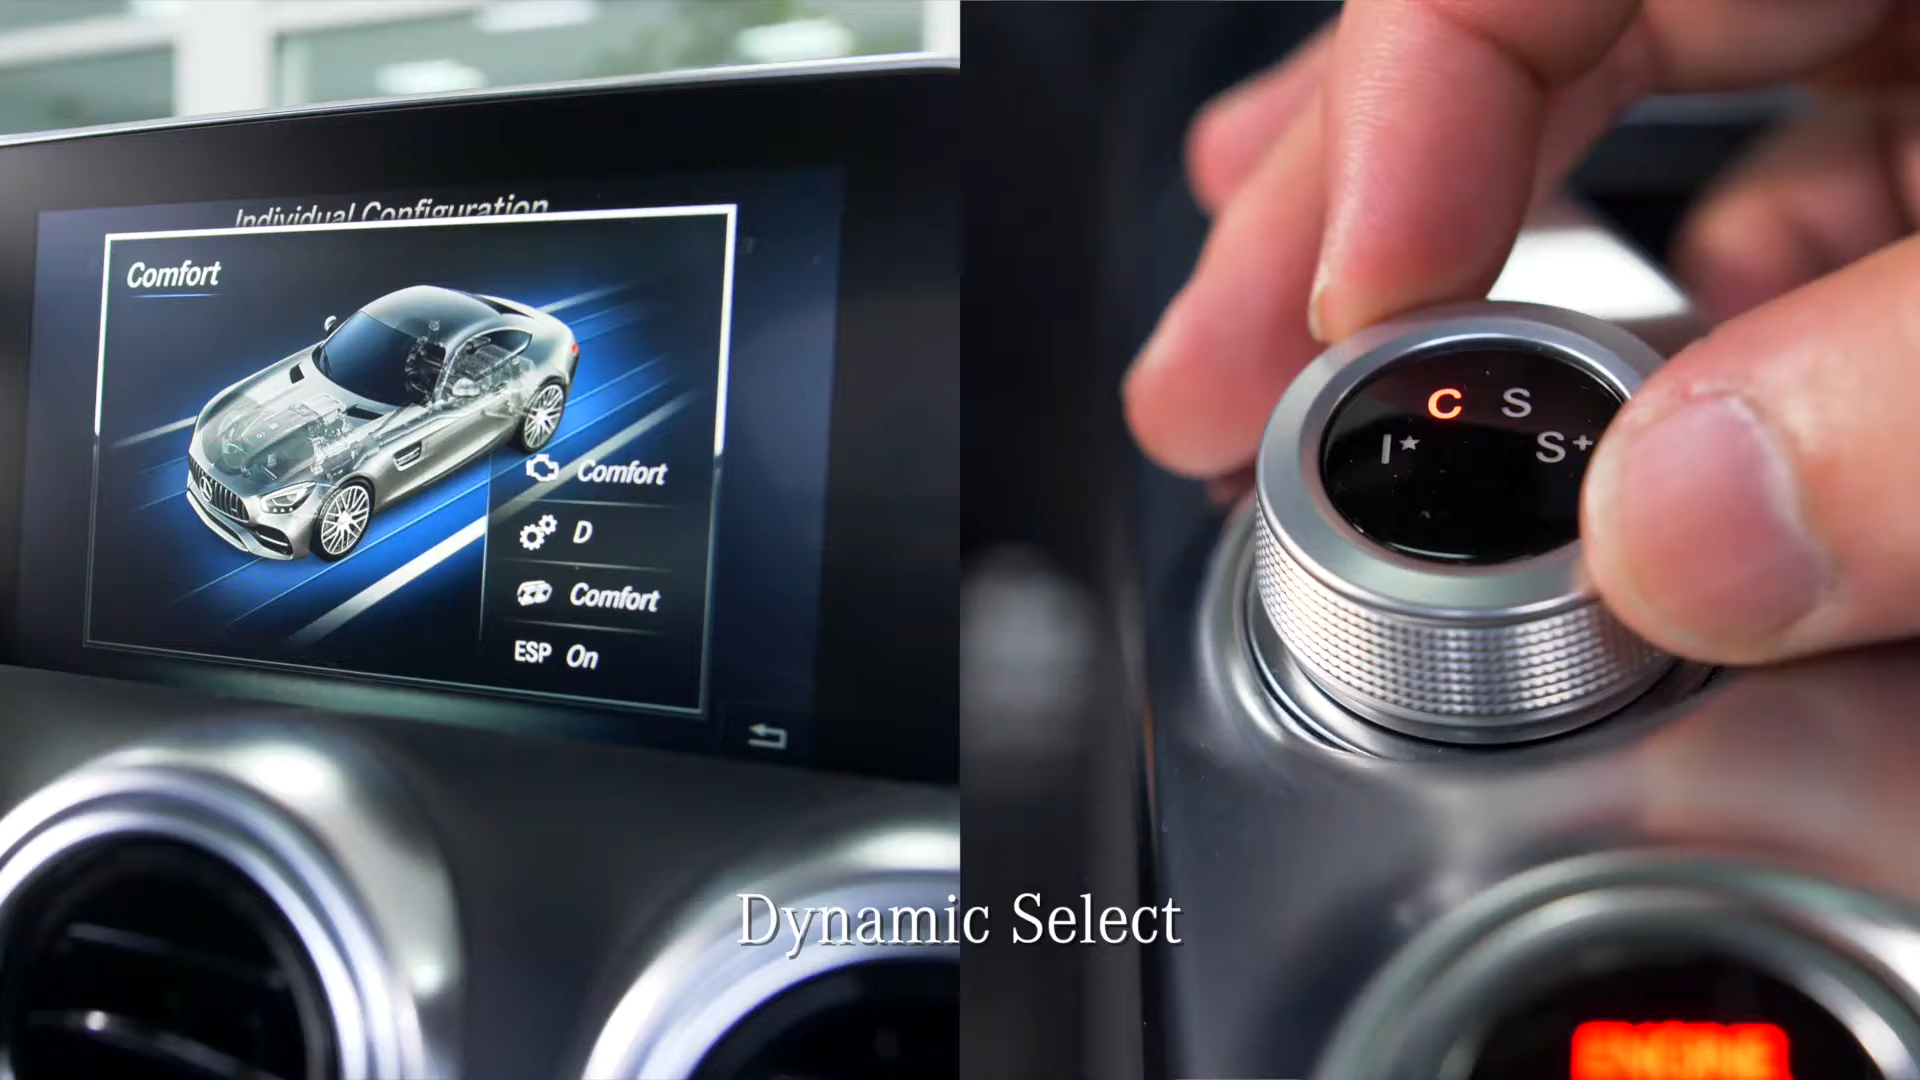 Individual Configuration
Comfort
Comfort
D
Comfort
ESP On
C S
I★ S+
Dynamic Select
ENGINE